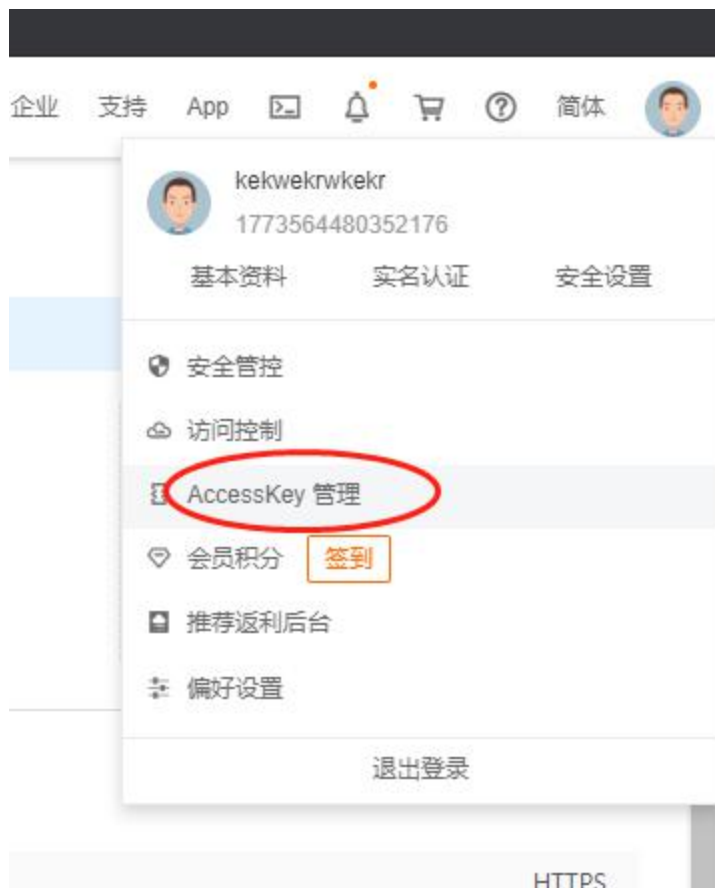 企业 支持 App 简体
kekwekrwkekr
1773564480352176
基本资料 实名认证 安全设置
安全管控
访问控制
AccessKey 管理
会员积分 签到
推荐返利后台
偏好设置
退出登录
HTTPS